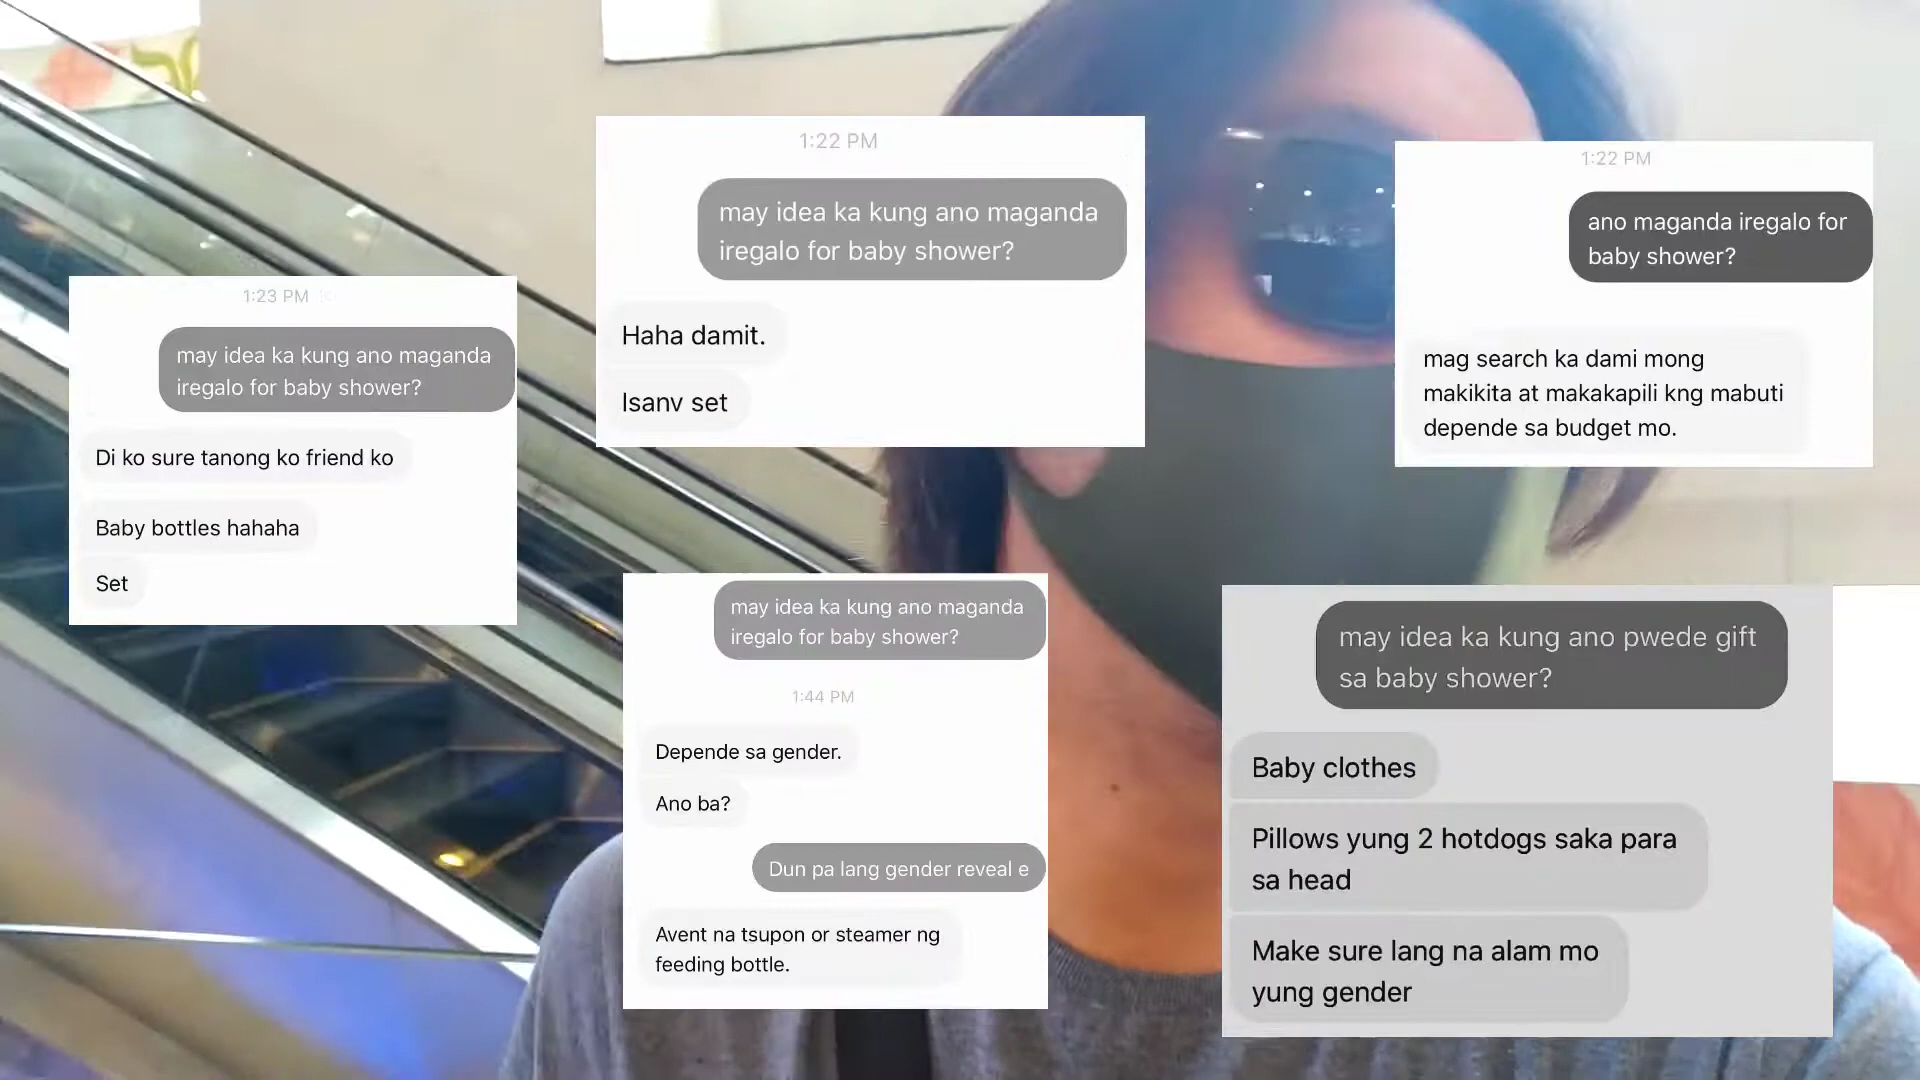 1:23 PM
may idea ka kung ano maganda
iregalo for baby shower?
Di ko sure tanong ko friend ko
Baby bottles hahaha
Set
1:22 PM
may idea ka kung ano maganda
iregalo for baby shower?
Haha damit.
Isanv set
1:22 PM
ano maganda iregalo for
baby shower?
mag search ka dami mong
makikita at makakapili kng mabuti
depende sa budget mo.
may idea ka kung ano maganda
iregalo for baby shower?
1:44 PM
Depende sa gender.
Ano ba?
Dun pa lang gender reveal e
Avent na tsupon or steamer ng
feeding bottle.
may idea ka kung ano pwede gift
sa baby shower?
Baby clothes
Pillows yung 2 hotdogs saka para
sa head
Make sure lang na alam mo
yung gender